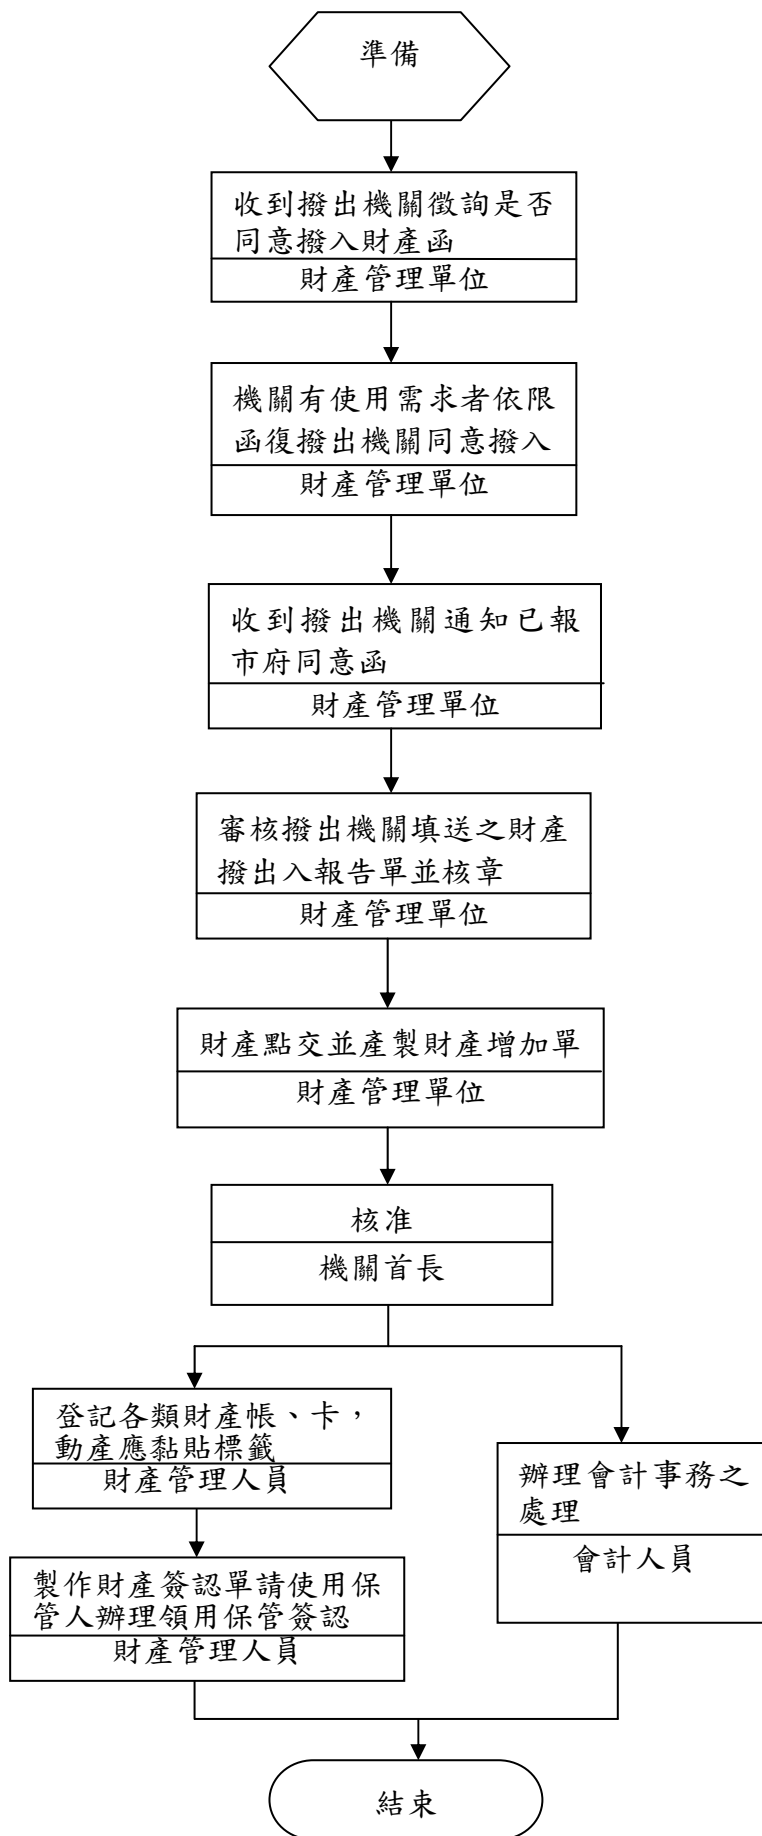 準備
收到撥出機關徵詢是否
同意撥入財產函
財產管理單位
機關有使用需求者依限
函復撥出機關同意撥入
財產管理單位
收到撥出機關通知已報
市府同意函
財產管理單位
審核撥出機關填送之財產
撥出入報告單並核章
財產管理單位
財產點交並產製財產增加單
財產管理單位
核准
機關首長
登記各類財產帳、卡，
動產應黏貼標籤
財產管理人員
製作財產簽認單請使用保
管人辦理領用保管簽認
財產管理人員
辦理會計事務之
處理
會計人員
結束